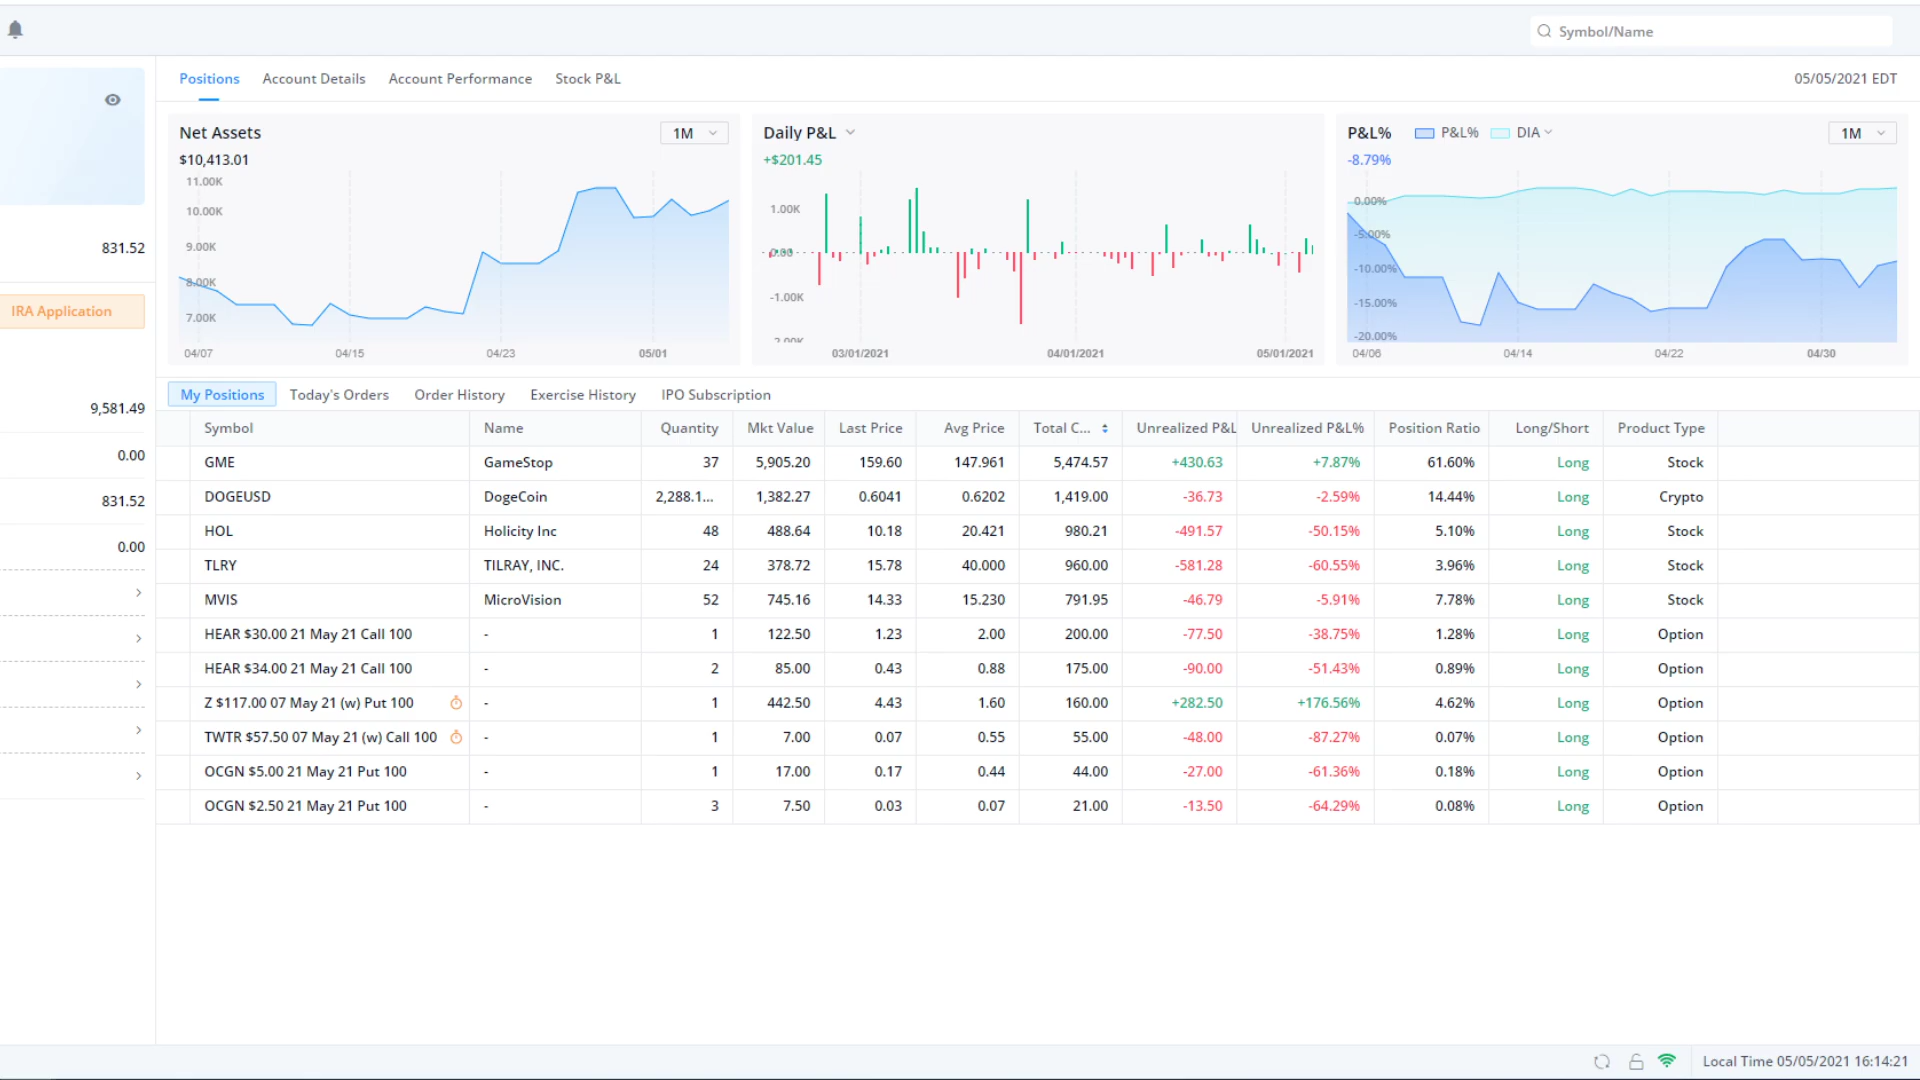 Symbol/Name
Positions Account Details Account Performance Stock P&L 05/05/2021 EDT
Net Assets 1M
$10,413.01
11.00K
10.00K
9.00K
8.00K
7.00K
04/07 04/15 04/23 05/01
Daily P&L
+$201.45
1.00K
0.00
-1.00K
-2.00K
03/01/2021 04/01/2021 05/01/2021
P&L% P&L% DIA 1M
-8.79%
0.00%
-5.00%
-10.00%
-15.00%
-20.00%
04/06 04/14 04/22 04/30
831.52
IRA Application
9,581.49
0.00
831.52
0.00
My Positions Today's Orders Order History Exercise History IPO Subscription
Symbol Name Quantity Mkt Value Last Price Avg Price Total C... Unrealized P&L Unrealized P&L% Position Ratio Long/Short Product Type
GME GameStop 37 5,905.20 159.60 147.961 5,474.57 +430.63 +7.87% 61.60% Long Stock
DOGEUSD DogeCoin 2,288.1... 1,382.27 0.6041 0.6202 1,419.00 -36.73 -2.59% 14.44% Long Crypto
HOL Holicity Inc 48 488.64 10.18 20.421 980.21 -491.57 -50.15% 5.10% Long Stock
TLRY TILRAY, INC. 24 378.72 15.78 40.000 960.00 -581.28 -60.55% 3.96% Long Stock
MVIS MicroVision 52 745.16 14.33 15.230 791.95 -46.79 -5.91% 7.78% Long Stock
HEAR $30.00 21 May 21 Call 100 - 1 122.50 1.23 2.00 200.00 -77.50 -38.75% 1.28% Long Option
HEAR $34.00 21 May 21 Call 100 - 2 85.00 0.43 0.88 175.00 -90.00 -51.43% 0.89% Long Option
Z $117.00 07 May 21 (w) Put 100 - 1 442.50 4.43 1.60 160.00 +282.50 +176.56% 4.62% Long Option
TWTR $57.50 07 May 21 (w) Call 100 - 1 7.00 0.07 0.55 55.00 -48.00 -87.27% 0.07% Long Option
OCGN $5.00 21 May 21 Put 100 - 1 17.00 0.17 0.44 44.00 -27.00 -61.36% 0.18% Long Option
OCGN $2.50 21 May 21 Put 100 - 3 7.50 0.03 0.07 21.00 -13.50 -64.29% 0.08% Long Option
Local Time 05/05/2021 16:14:21